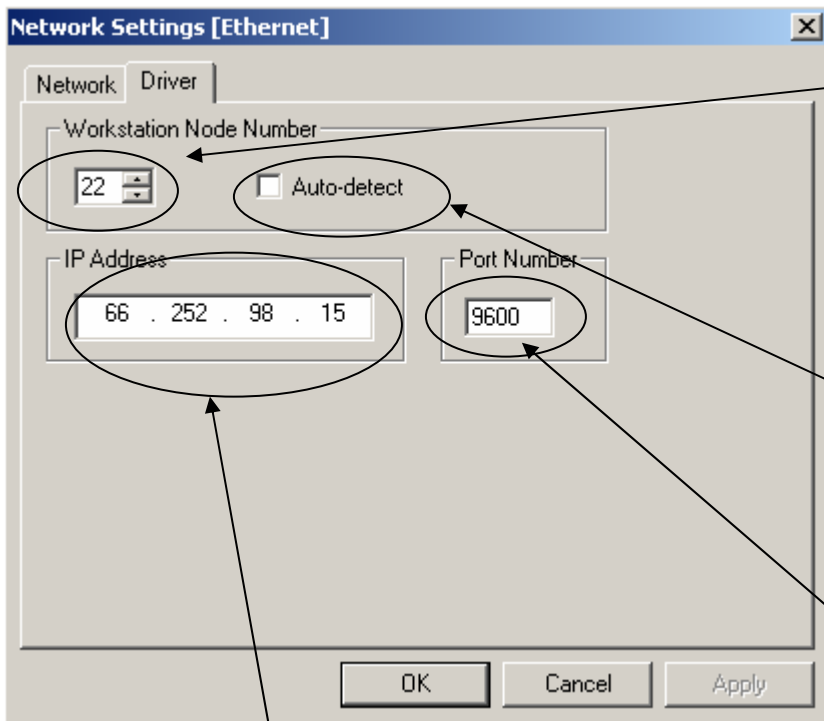 Network Settings [Ethernet]
Network Driver
Workstation Node Number
22 Auto-detect
IP Address Port Number
66 . 252 . 98 . 15 9600
OK Cancel Apply